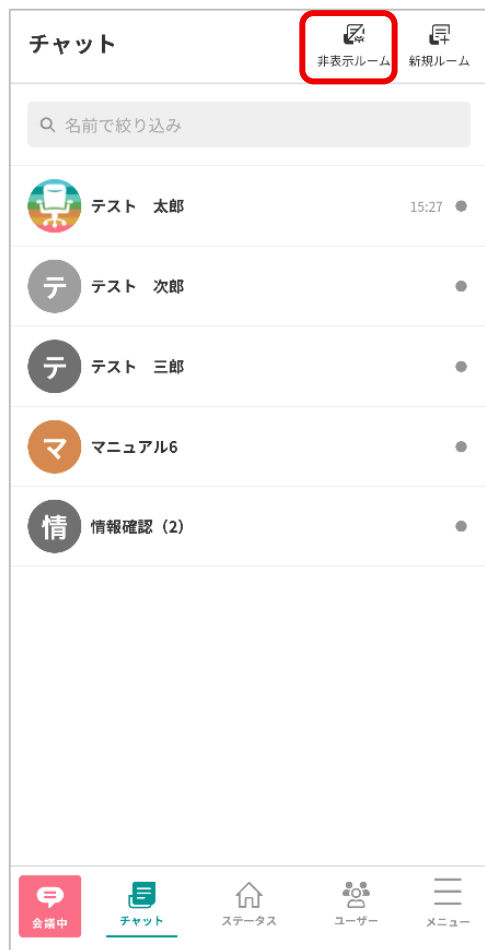 チャット
非表示ルーム
新規ルーム
名前で絞り込み
テスト　太郎
15:27
テ
テスト　次郎
テ
テスト　三郎
マ
マニュアル6
情
情報確認（2）
会議中
チャット
ステータス
ユーザー
メニュー